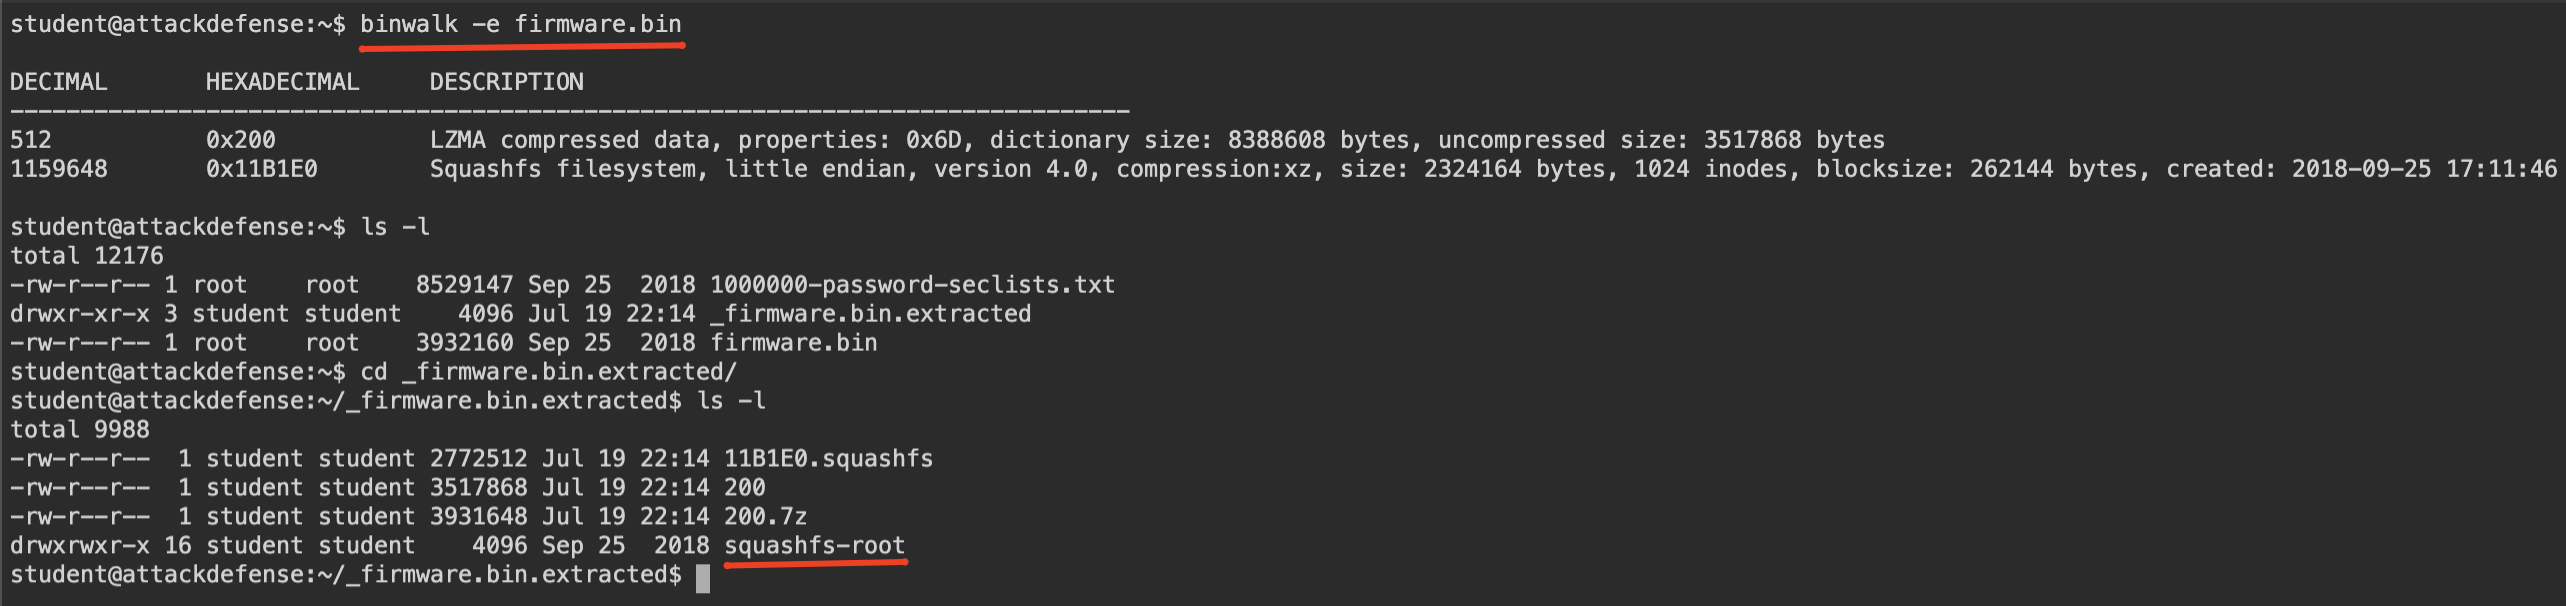 student@attackdefense:~$ binwalk -e firmware.bin
DECIMAL       HEXADECIMAL     DESCRIPTION
--------------------------------------------------------------------------------
512           0x200           LZMA compressed data, properties: 0x6D, dictionary size: 8388608 bytes, uncompressed size: 3517868 bytes
1159648       0x11B1E0        Squashfs filesystem, little endian, version 4.0, compression:xz, size: 2324164 bytes, 1024 inodes, blocksize: 262144 bytes, created: 2018-09-25 17:11:46
student@attackdefense:~$ ls -l
total 12176
-rw-r--r-- 1 root    root    8529147 Sep 25  2018 1000000-password-seclists.txt
drwxr-xr-x 3 student student    4096 Jul 19 22:14 _firmware.bin.extracted
-rw-r--r-- 1 root    root    3932160 Sep 25  2018 firmware.bin
student@attackdefense:~$ cd _firmware.bin.extracted/
student@attackdefense:~/_firmware.bin.extracted$ ls -l
total 9988
-rw-r--r--  1 student student 2772512 Jul 19 22:14 11B1E0.squashfs
-rw-r--r--  1 student student 3517868 Jul 19 22:14 200
-rw-r--r--  1 student student 3931648 Jul 19 22:14 200.7z
drwxrwxr-x 16 student student    4096 Sep 25  2018 squashfs-root
student@attackdefense:~/_firmware.bin.extracted$